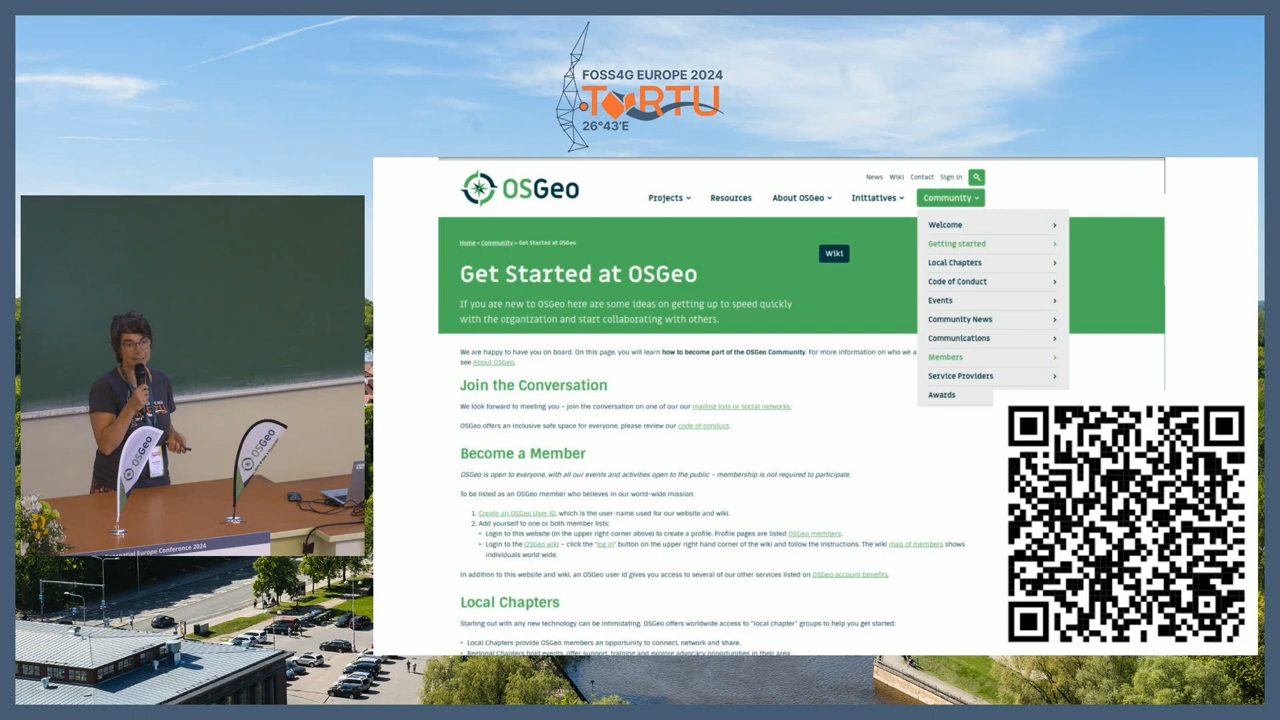 FOSS4G EUROPE 2024
TORTU
26°43'E
OSGeo
News Wiki Contact Sign in
Projects Resources About OSGeo Initiatives Community
Home » Community » Get Started at OSGeo
Wiki
Get Started at OSGeo
If you are new to OSGeo here are some ideas on getting up to speed quickly
with the organization and start collaborating with others.
Welcome
Getting started
Local Chapters
Code of Conduct
Events
Community News
Communications
Members
Service Providers
Awards
We are happy to have you on board. On this page, you will learn how to become part of the OSGeo Community. For more information on who we a
see About OSGeo.
Join the Conversation
We look forward to meeting you – join the conversation on one of our our mailing lists or social networks.
OSGeo offers an inclusive safe space for everyone, please review our code of conduct.
Become a Member
OSGeo is open to everyone, with all our events and activities open to the public – membership is not required to participate.
To be listed as an OSGeo member who believes in our world-wide mission:
1. Create an OSGeo User ID, which is the user-name used for our website and wiki.
2. Add yourself to one or both member lists:
• Login to this website (in the upper right corner above) to create a profile. Profile pages are listed OSGeo members.
• Login to the OSGeo wiki – click the "log in" button on the upper right hand corner of the wiki and follow the instructions. The wiki map of members shows
individuals world wide.
In addition to this website and wiki, an OSGeo user id gives you access to several of our other services listed on OSGeo account benefits.
Local Chapters
Starting out with any new technology can be intimidating. OSGeo offers worldwide access to "local chapter" groups to help you get started:
• Local Chapters provide OSGeo members an opportunity to connect, network and share.
• Regional Chapters hold events, offer support, training and explore advocacy opportunities in their area
OSGeo
OSGeo
Europe Conference 2024